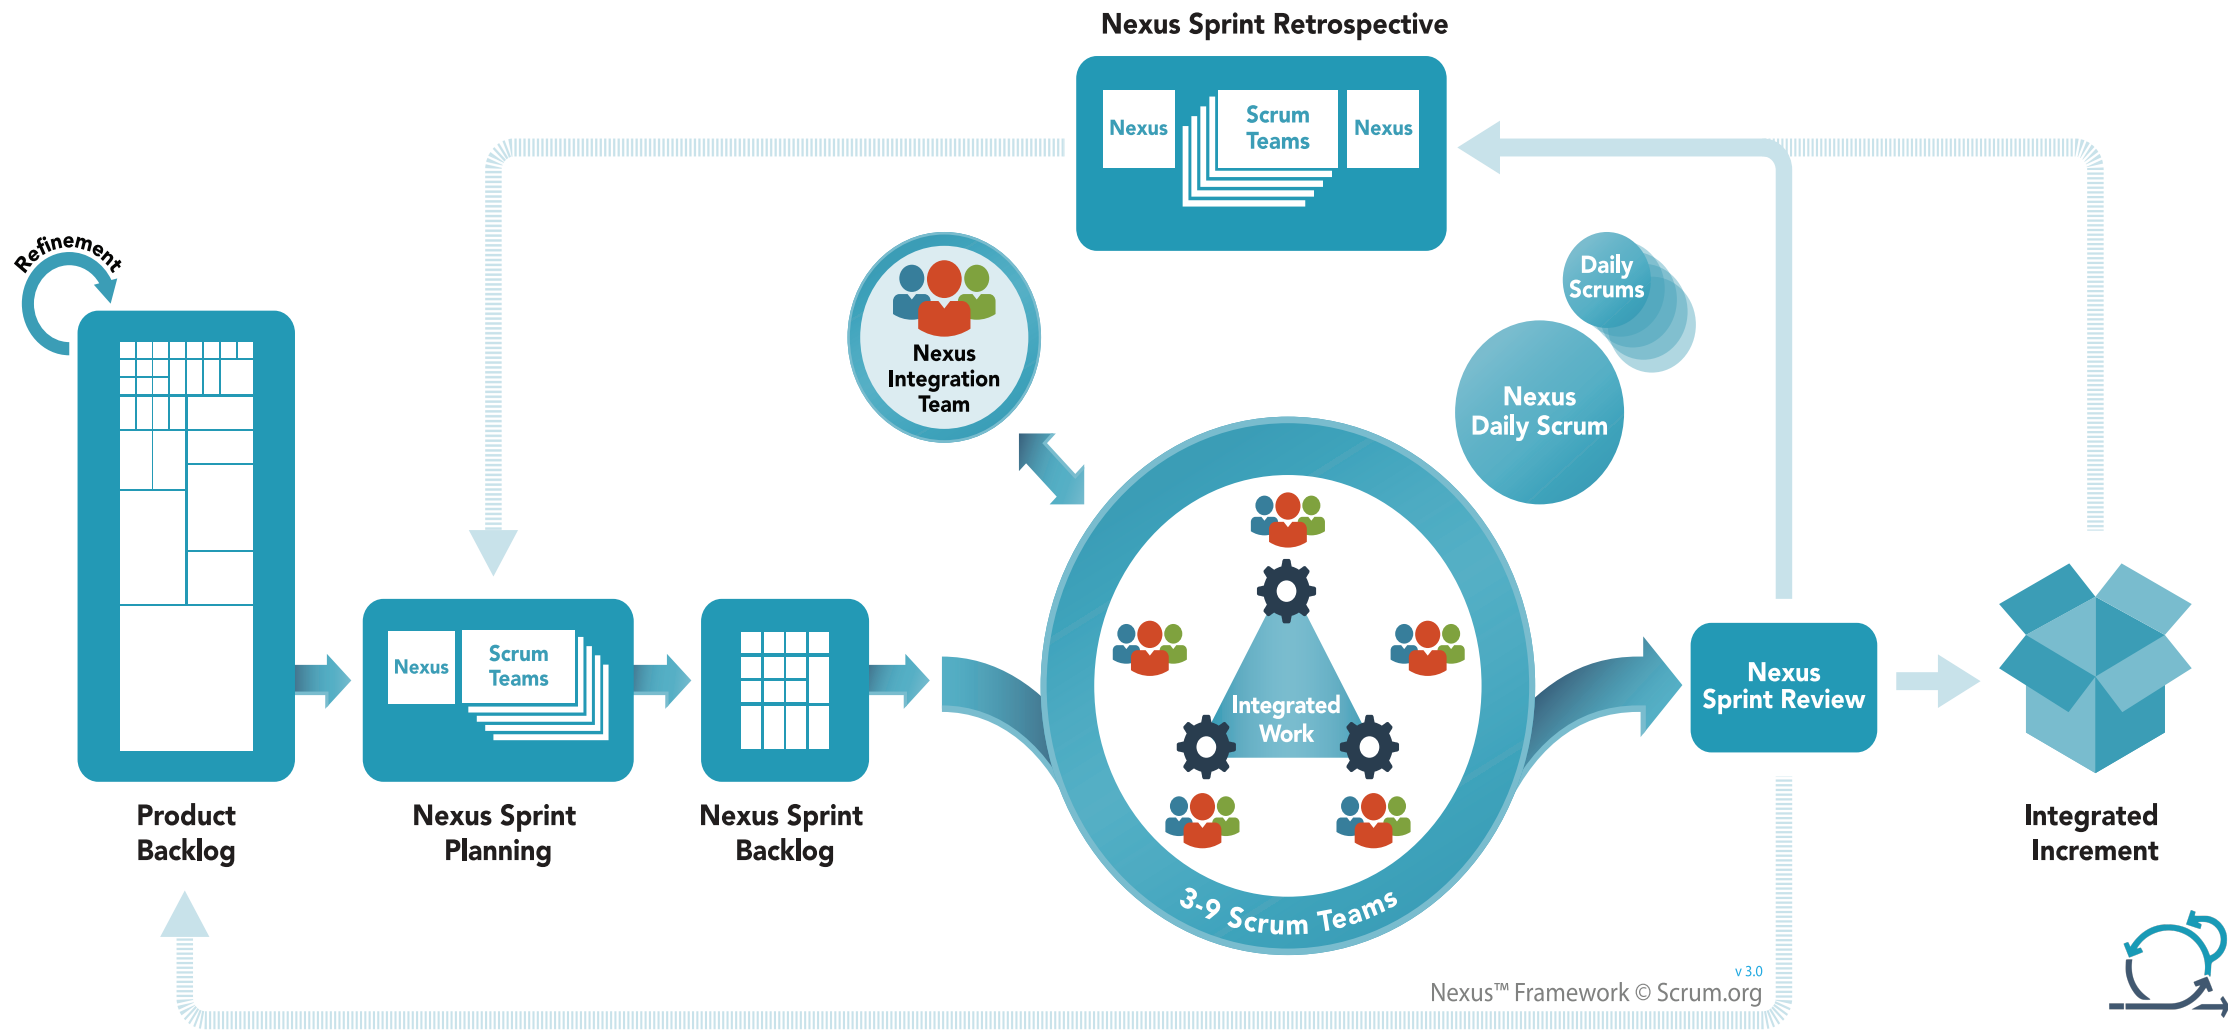 Nexus Sprint Retrospective
Nexus
Scrum
Teams
Nexus
Refinement
Daily
Scrums
Nexus
Integration
Team
Nexus
Daily Scrum
Nexus
Scrum
Teams
Integrated
Work
Nexus
Sprint Review
Product
Backlog
Nexus Sprint
Planning
Nexus Sprint
Backlog
Integrated
Increment
3-9 Scrum Teams
v 3.0
Nexus™ Framework © Scrum.org